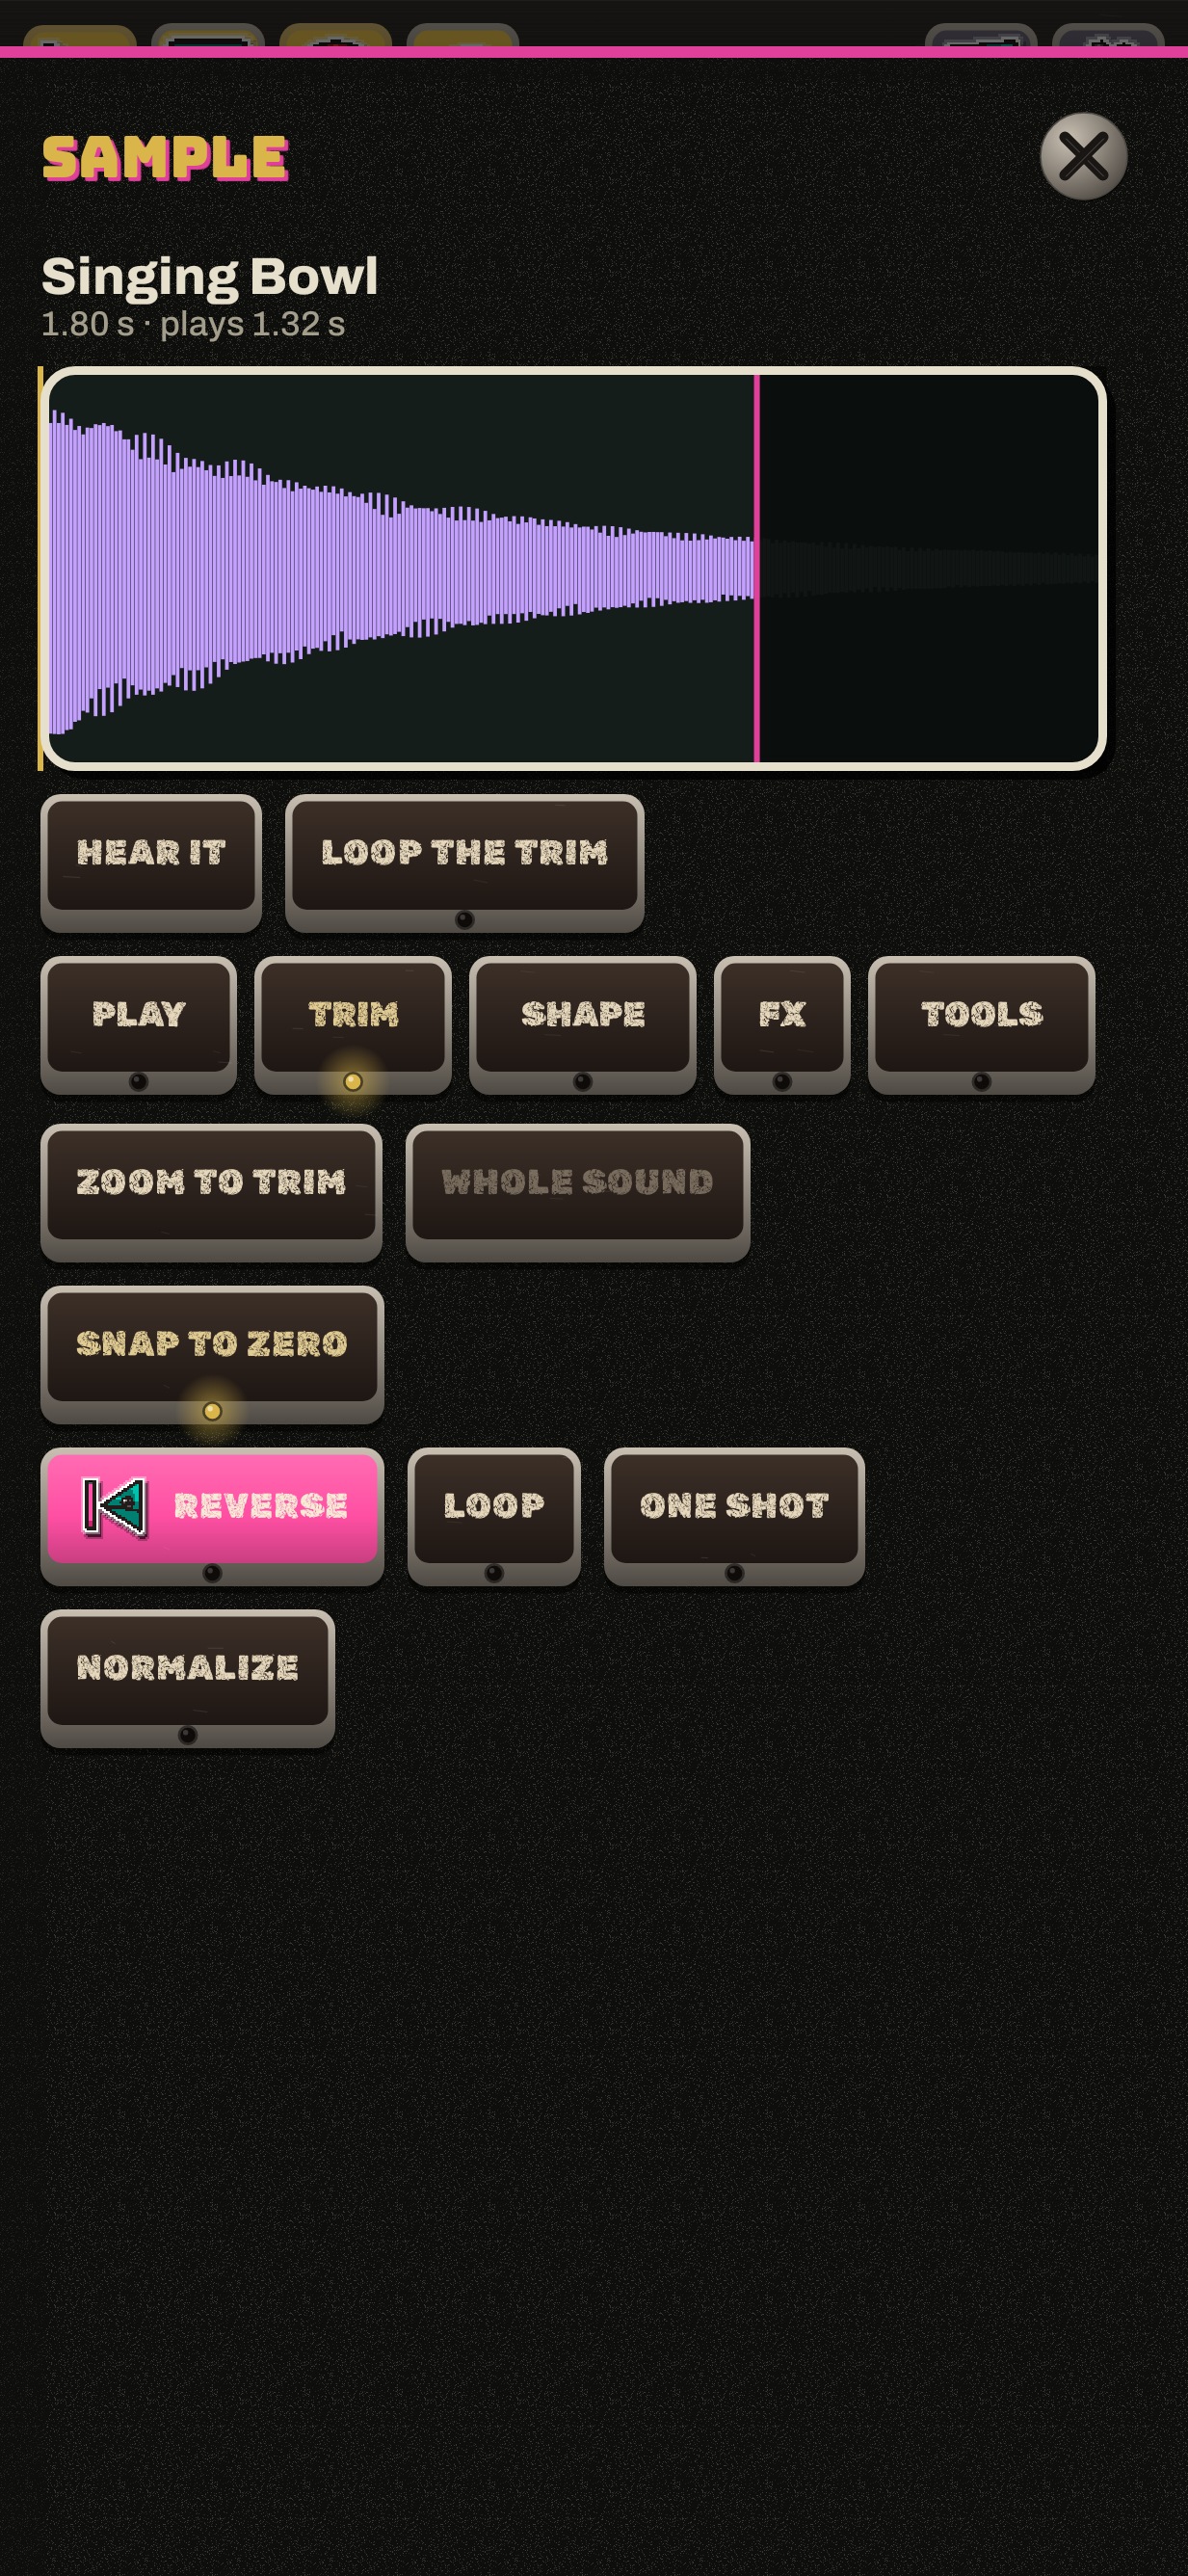 SAMPLE
Singing Bowl
1.80 s · plays 1.32 s
HEAR IT LOOP THE TRIM
PLAY TRIM SHAPE FX TOOLS
ZOOM TO TRIM WHOLE SOUND
SNAP TO ZERO
REVERSE LOOP ONE SHOT
NORMALIZE